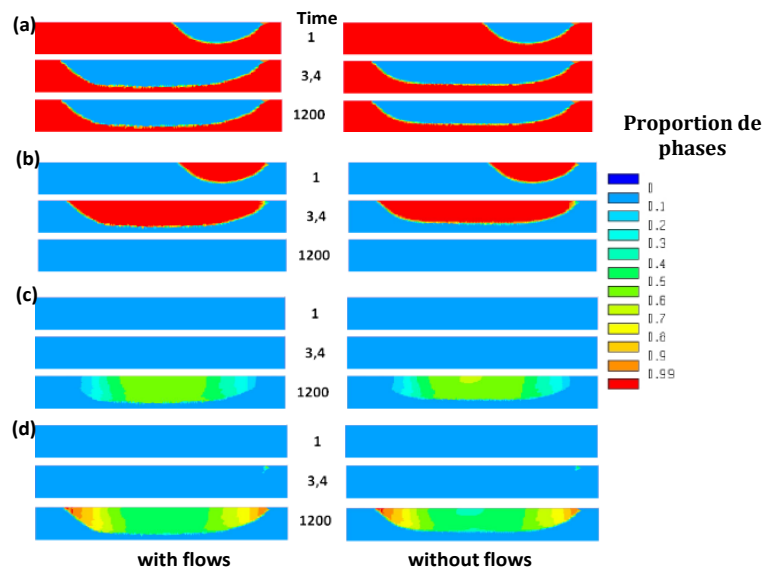 (a)
Time
1
3,4
1200
(b)
1
3,4
1200
(c)
1
3,4
1200
(d)
1
3,4
1200
with flows
without flows
Proportion de
phases
0
0.1
0.2
0.3
0.4
0.5
0.6
0.7
0.8
0.9
0.99